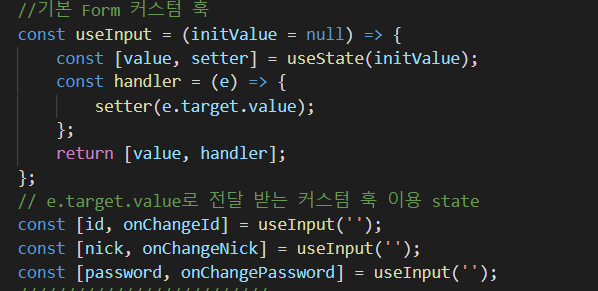 //기본 Form 커스텀 훅
const useInput = (initValue = null) => {
    const [value, setter] = useState(initValue);
    const handler = (e) => {
        setter(e.target.value);
    };
    return [value, handler];
};
// e.target.value로 전달 받는 커스텀 훅 이용 state
const [id, onChangeId] = useInput('');
const [nick, onChangeNick] = useInput('');
const [password, onChangePassword] = useInput('');